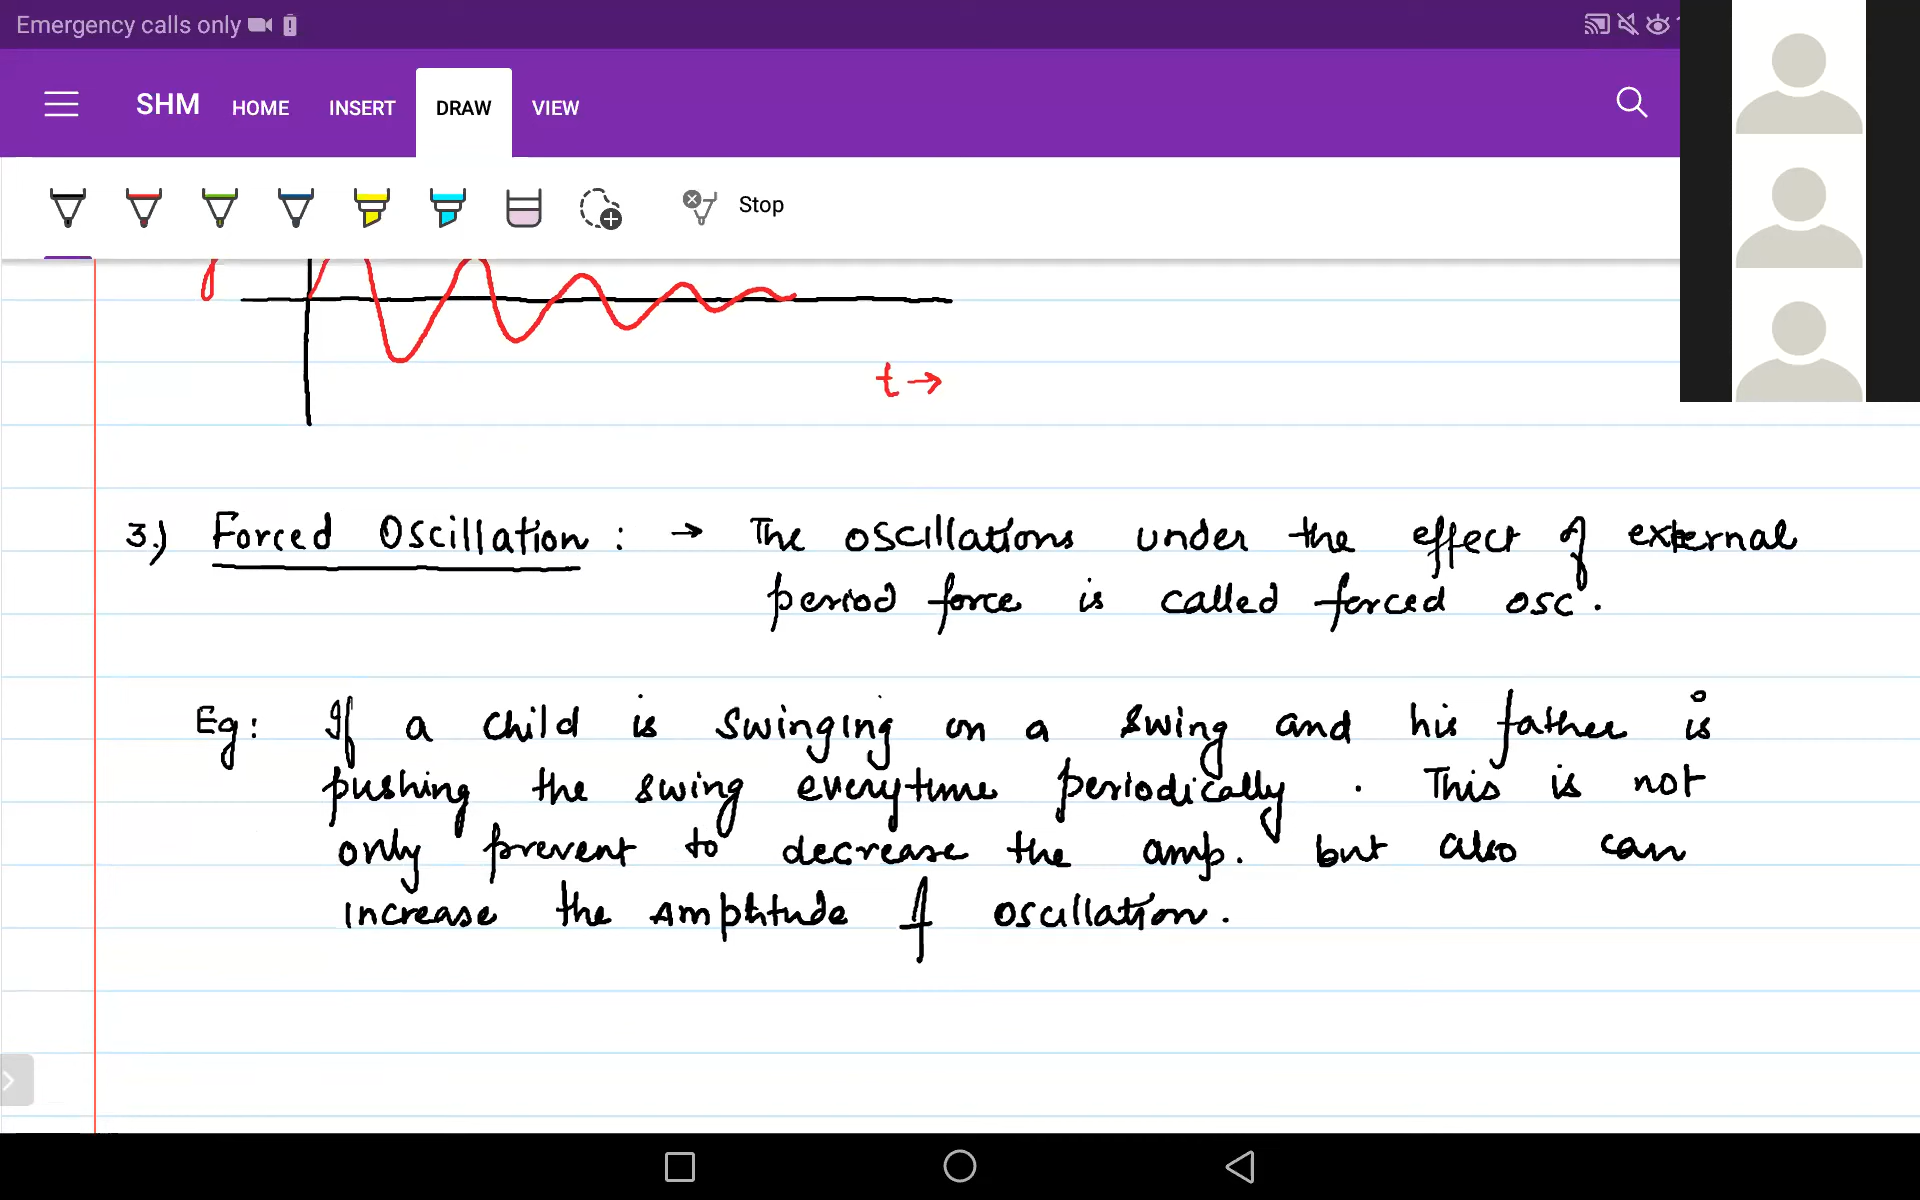 Emergency calls only
SHM HOME INSERT DRAW VIEW
Stop
y
t→
3.) Forced Oscillation : → The oscillations under the effect of external
period force is called forced oscⁿ.
Eg: If a child is swinging on a swing and his father is
pushing the swing everytime periodically . This is not
only prevent to decrease the amp. but also can
increase the amplitude of oscillation.